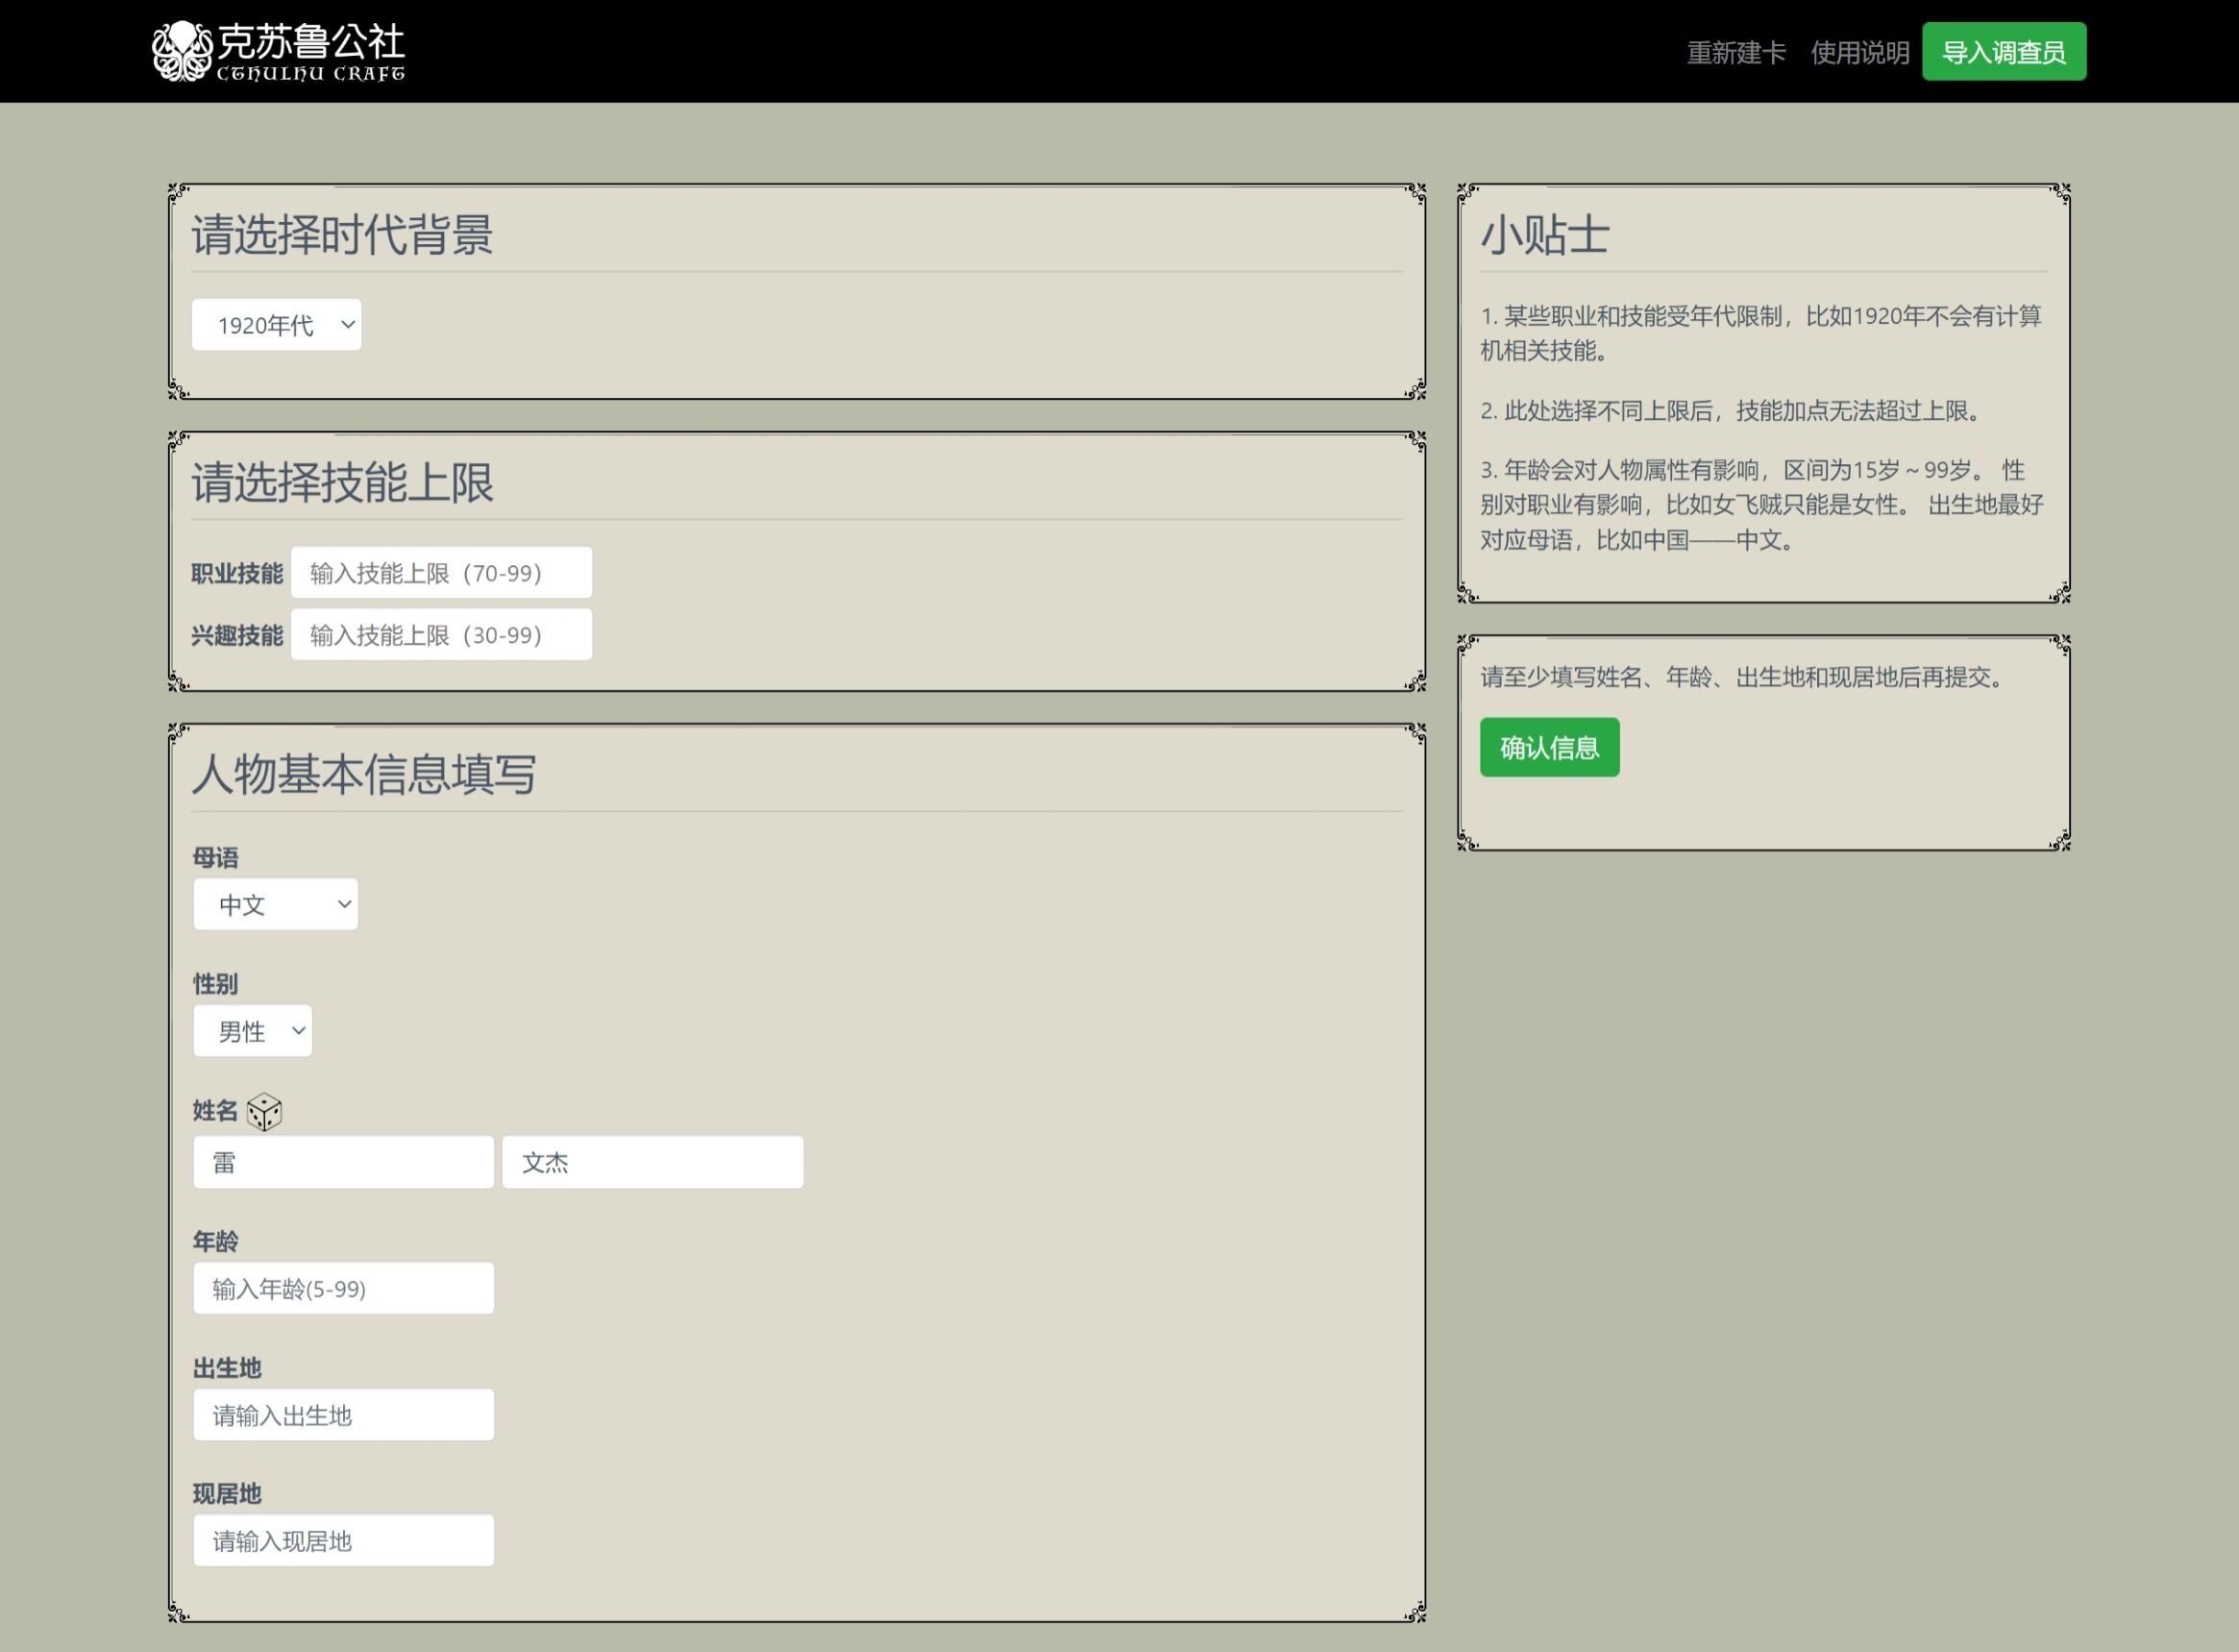 克苏鲁公社
CTHULHU CRAFT
重新建卡 使用说明 导入调查员
请选择时代背景
1920年代
请选择技能上限
职业技能 输入技能上限（70-99）
兴趣技能 输入技能上限（30-99）
人物基本信息填写
母语
中文
性别
男性
姓名
雷 文杰
年龄
输入年龄(5-99)
出生地
请输入出生地
现居地
请输入现居地
小贴士
1. 某些职业和技能受年代限制，比如1920年不会有计算
机相关技能。
2. 此处选择不同上限后，技能加点无法超过上限。
3. 年龄会对人物属性有影响，区间为15岁～99岁。 性
别对职业有影响，比如女飞贼只能是女性。 出生地最好
对应母语，比如中国——中文。
请至少填写姓名、年龄、出生地和现居地后再提交。
确认信息